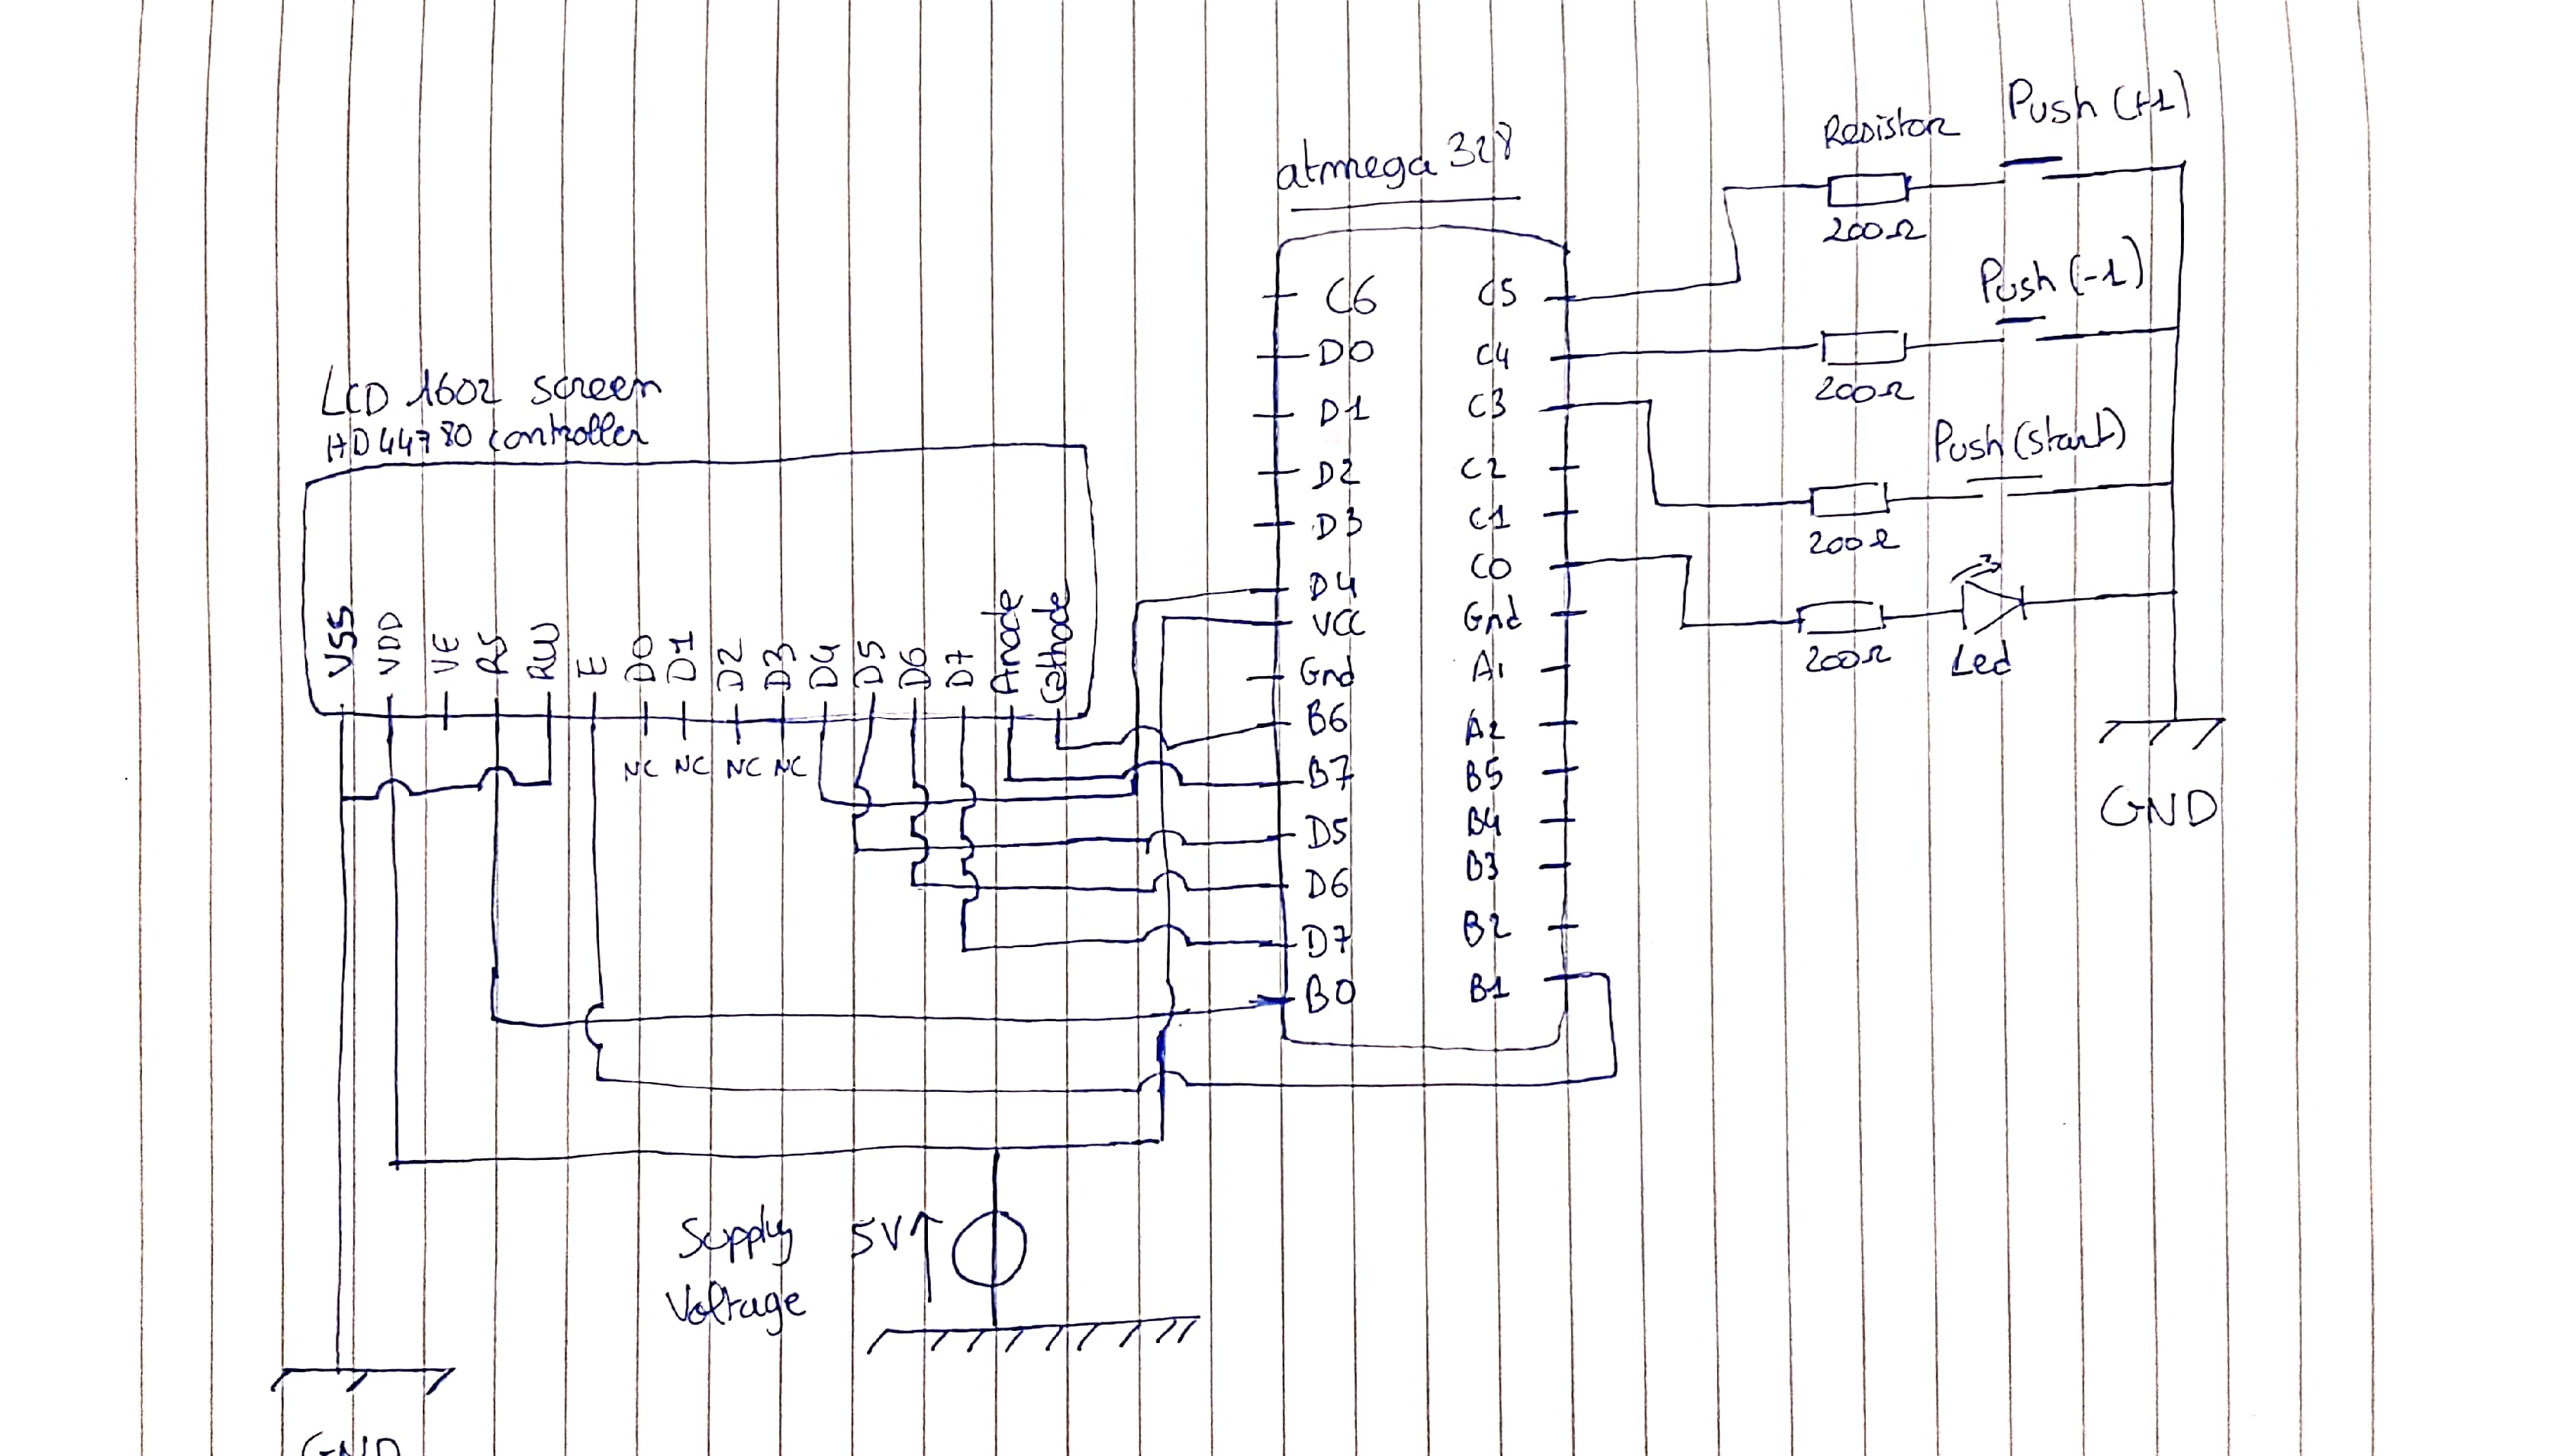 atmega 328
Resistor
Push (+1)
200Ω
Push (-1)
200Ω
Push (start)
200Ω
200Ω
Led
GND
C6
D0
D1
D2
D3
D4
VCC
Gnd
B6
B7
D5
D6
D7
B0
C5
C4
C3
C2
C1
C0
Gnd
A1
A2
B5
B4
B3
B2
B1
LCD 1602 screen
HD44780 controller
VSS
VDD
VE
RS
RW
E
D0
D1
D2
D3
D4
D5
D6
D7
Anode
Cathode
NC NC NC NC
Supply 5V
Voltage
GND